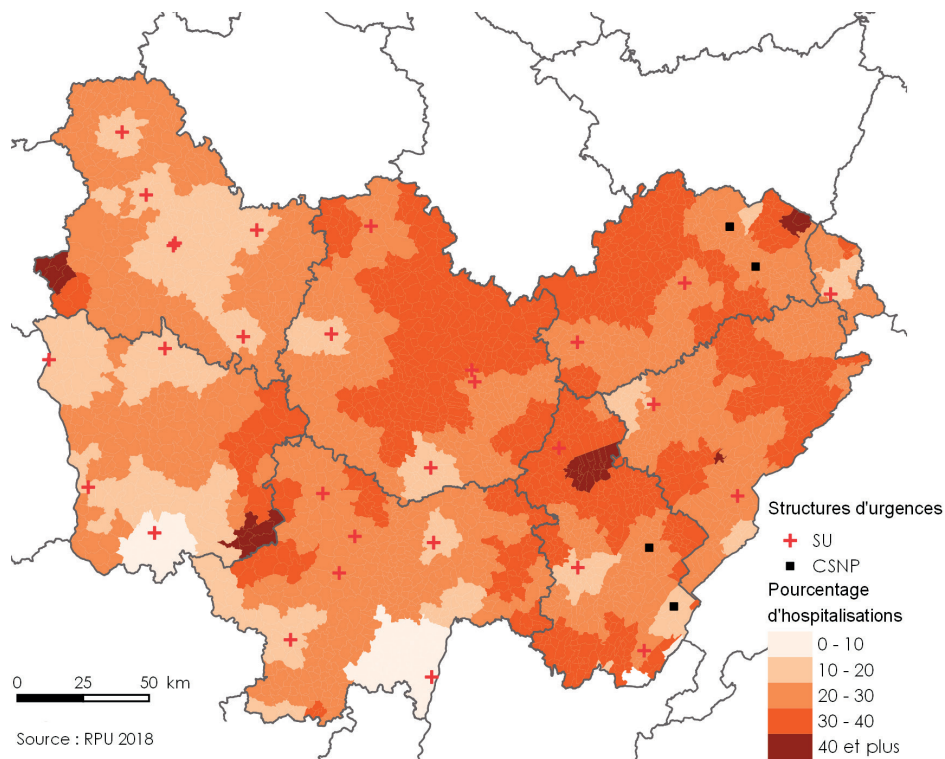 Structures d'urgences
SU
CSNP
Pourcentage
d'hospitalisations
0 - 10
10 - 20
20 - 30
30 - 40
40 et plus
0 25 50 km
Source : RPU 2018